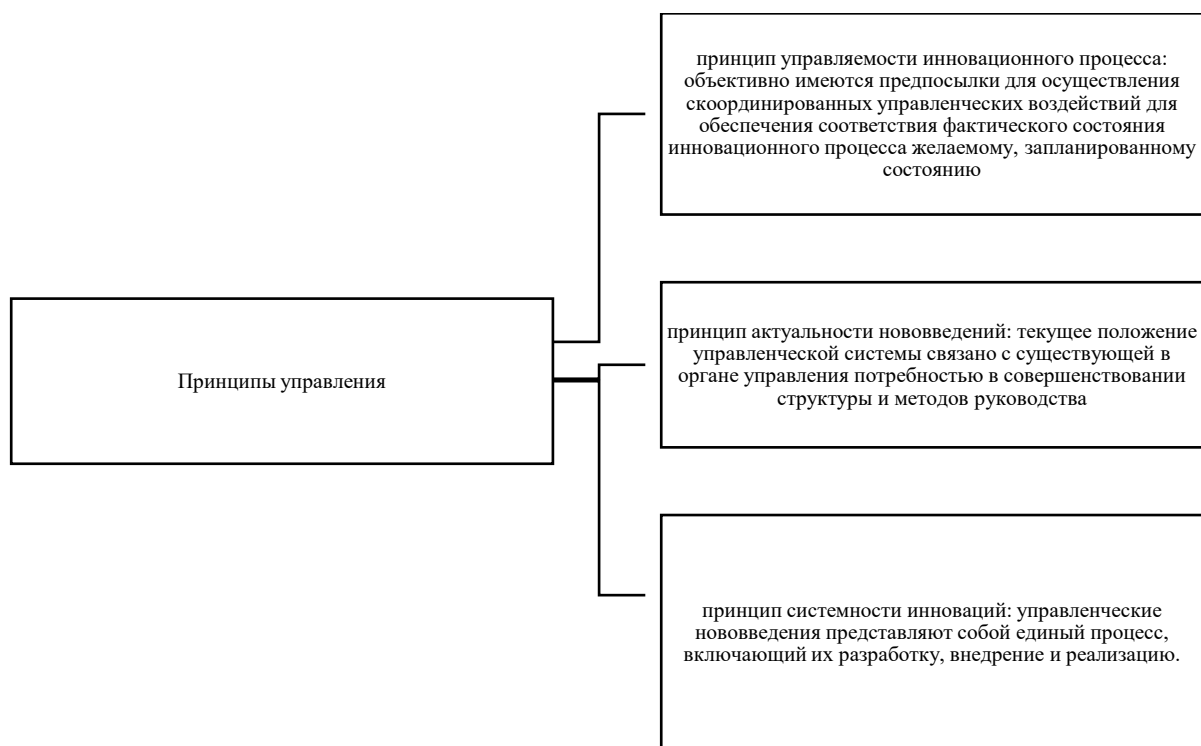 принцип управляемости инновационного процесса:
объективно имеются предпосылки для осуществления
скоординированных управленческих воздействий для
обеспечения соответствия фактического состояния
инновационного процесса желаемому, запланированному
состоянию
Принципы управления
принцип актуальности нововведений: текущее положение
управленческой системы связано с существующей в
органе управления потребностью в совершенствовании
структуры и методов руководства
принцип системности инноваций: управленческие
нововведения представляют собой единый процесс,
включающий их разработку, внедрение и реализацию.